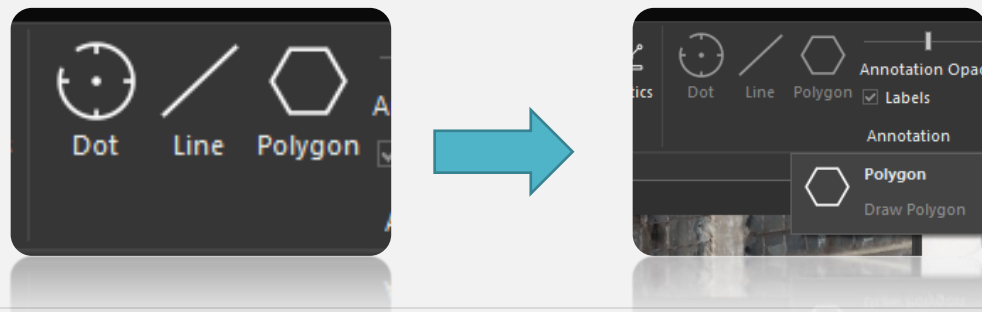 Dot Line Polygon
A
tics Dot Line Polygon
Annotation Opac
Labels
Annotation
Polygon
Draw Polygon